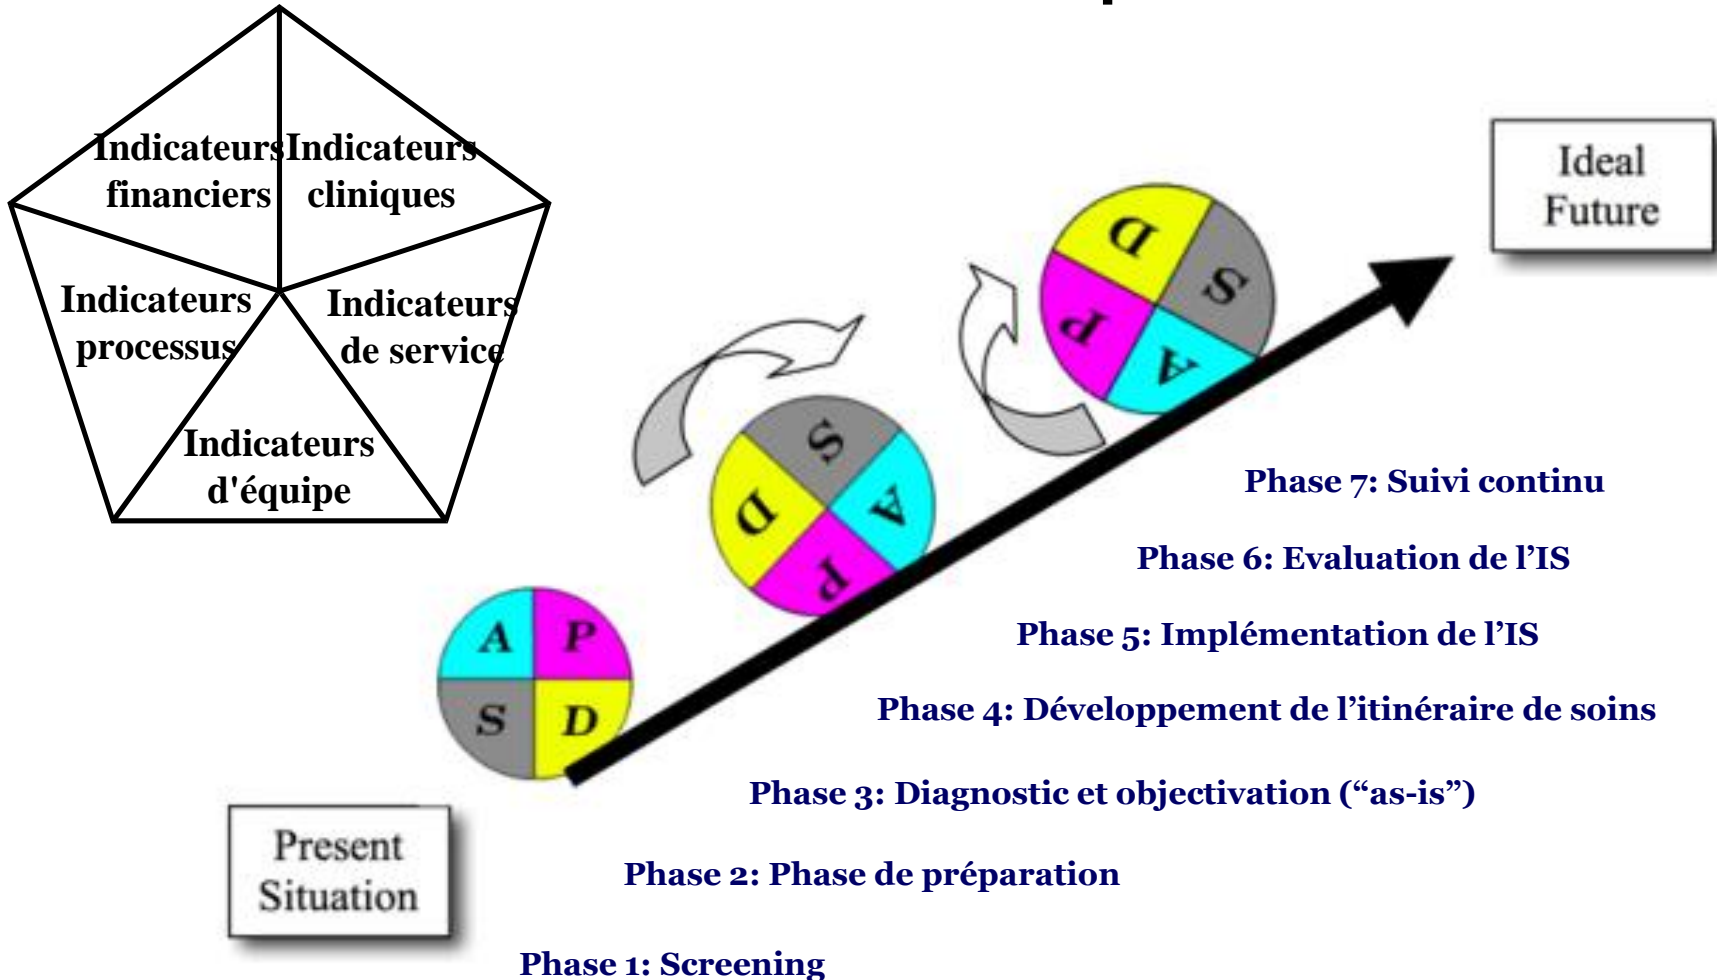 Indicateurs
financiers
Indicateurs
cliniques
Indicateurs
processus
Indicateurs
de service
Indicateurs
d'équipe
Ideal
Future
D
S
P
A
S
D
A
P
A
P
S
D
Phase 7: Suivi continu
Phase 6: Evaluation de l’IS
Phase 5: Implémentation de l’IS
Phase 4: Développement de l’itinéraire de soins
Phase 3: Diagnostic et objectivation (“as-is”)
Phase 2: Phase de préparation
Phase 1: Screening
Present
Situation